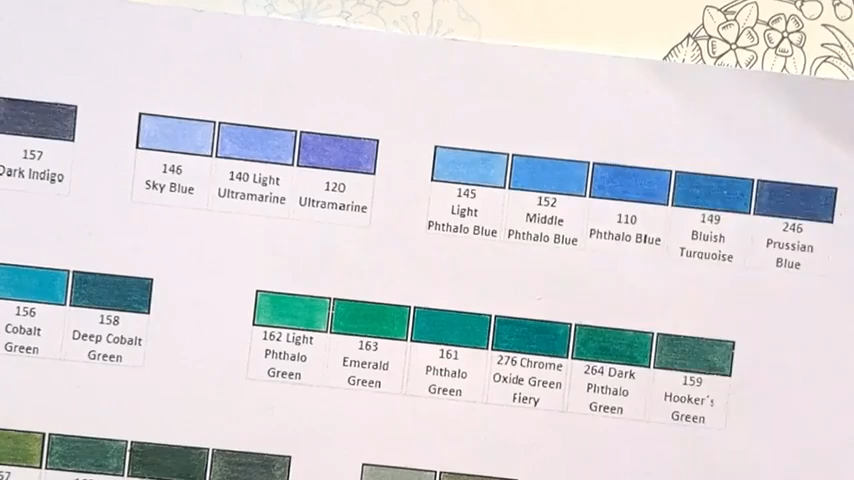 157
Dark Indigo
146
Sky Blue
140 Light
Ultramarine
120
Ultramarine
145
Light
Phthalo Blue
152
Middle
Phthalo Blue
110
Phthalo Blue
149
Bluish
Turquoise
246
Prussian
Blue
156
Cobalt
Green
158
Deep Cobalt
Green
162 Light
Phthalo
Green
163
Emerald
Green
161
Phthalo
Green
276 Chrome
Oxide Green
Fiery
264 Dark
Phthalo
Green
159
Hooker's
Green